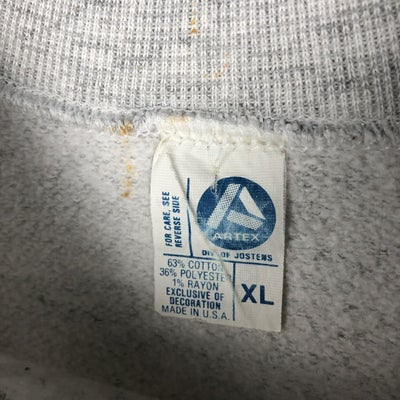 FOR CARE, SEE
REVERSE SIDE
ARTEX
DIV. OF JOSTENS
63% COTTON
36% POLYESTER
1% RAYON
EXCLUSIVE OF
DECORATION
MADE IN U.S.A.
XL